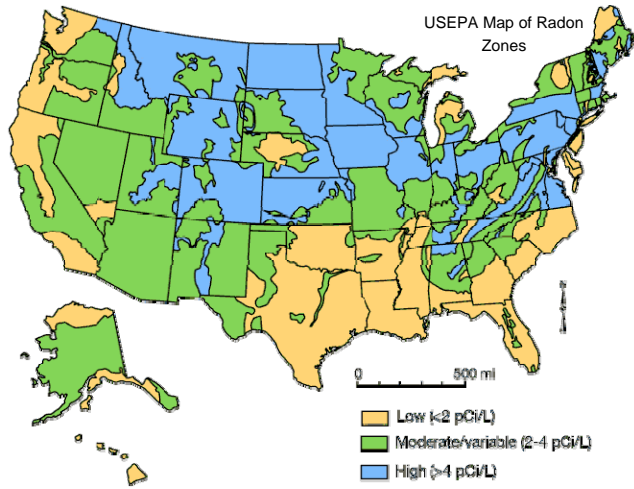 USEPA Map of Radon
Zones
0 500 mi
Low (<2 pCi/L)
Moderate/variable (2-4 pCi/L)
High (>4 pCi/L)